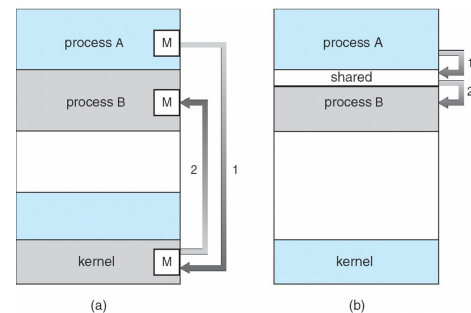 process A M
process B M
2 1
kernel M
(a)
process A
1
shared
2
process B
kernel
(b)